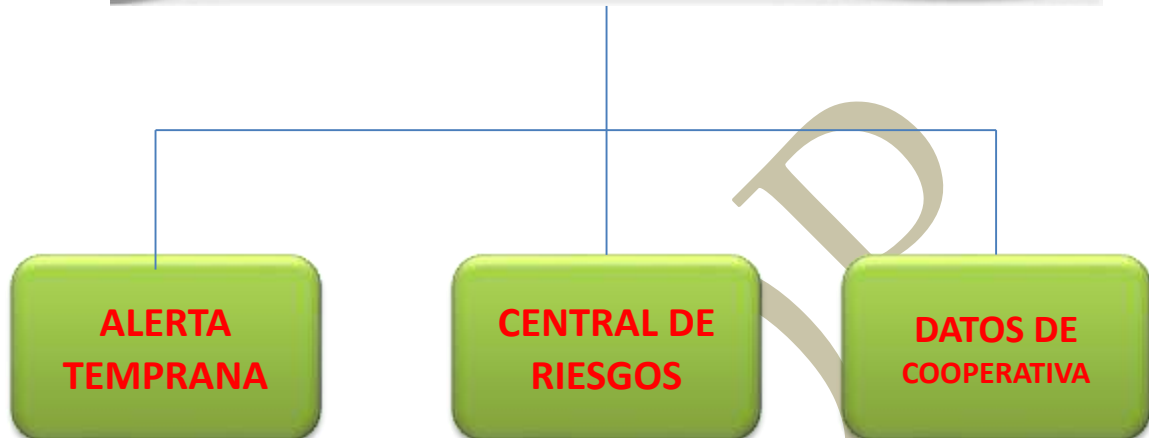 ALERTA
TEMPRANA
CENTRAL DE
RIESGOS
DATOS DE
COOPERATIVA